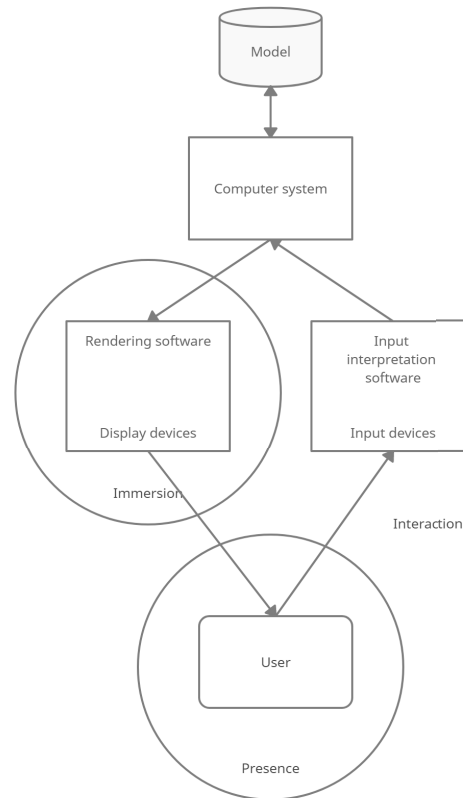 Model
Computer system
Rendering software
Input
interpretation
software
Display devices
Input devices
Immersion
Interaction
User
Presence